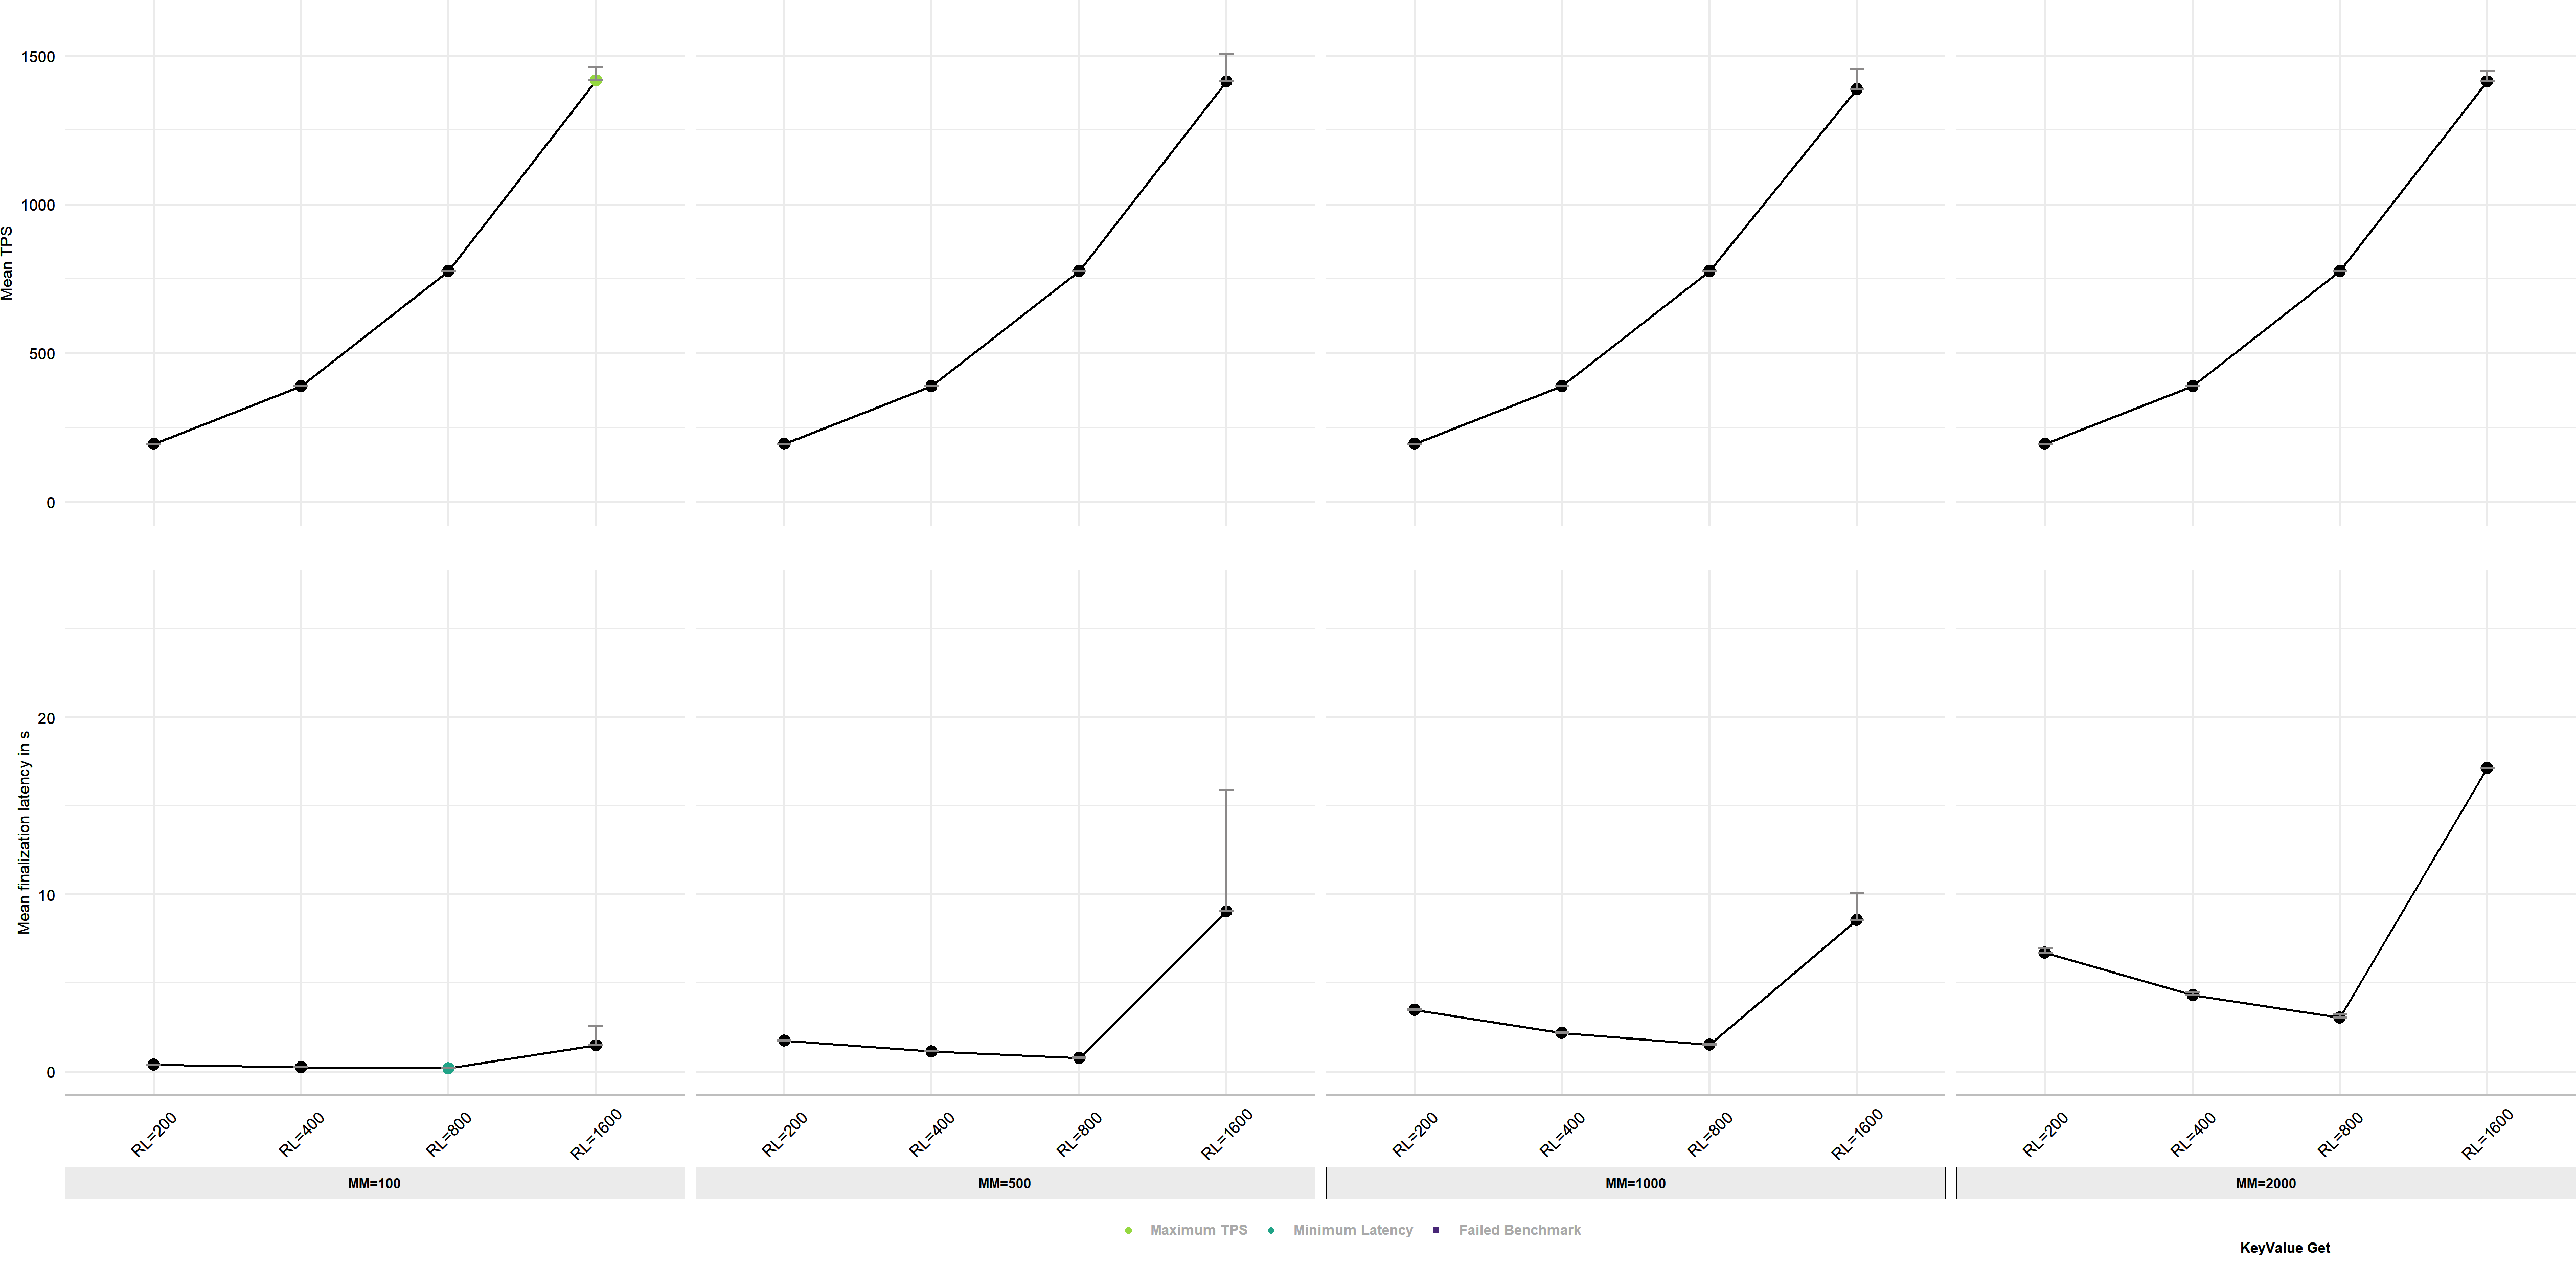 1500
1000
500
0
Mean TPS
20
10
0
Mean finalization latency in s
RL=200 RL=400 RL=800 RL=1600 RL=200 RL=400 RL=800 RL=1600 RL=200 RL=400 RL=800 RL=1600 RL=200 RL=400 RL=800 RL=1600
MM=100 MM=500 MM=1000 MM=2000
Maximum TPS Minimum Latency Failed Benchmark
KeyValue Get